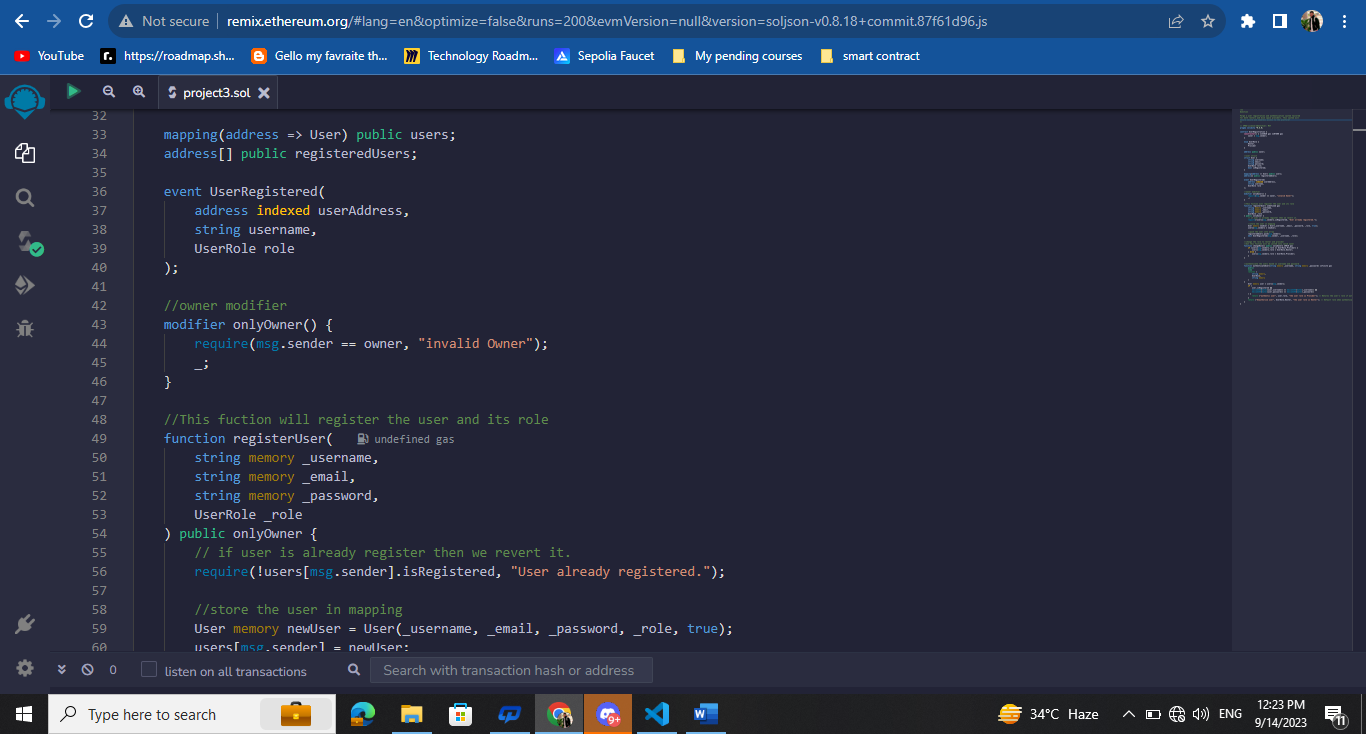 Not secure remix.ethereum.org/#lang=en&optimize=false&runs=200&evmVersion=null&version=soljson-v0.8.18+commit.87f61d96.js
YouTube https://roadmap.sh... Gello my favraite th... Technology Roadm... Sepolia Faucet My pending courses smart contract
project3.sol
32
33 mapping(address => User) public users;
34 address[] public registeredUsers;
35
36 event UserRegistered(
37 address indexed userAddress,
38 string username,
39 UserRole role
40 );
41
42 //owner modifier
43 modifier onlyOwner() {
44 require(msg.sender == owner, "invalid Owner");
45 _;
46 }
47
48 //This fuction will register the user and its role
49 function registerUser( undefined gas
50 string memory _username,
51 string memory _email,
52 string memory _password,
53 UserRole _role
54 ) public onlyOwner {
55 // if user is already register then we revert it.
56 require(!users[msg.sender].isRegistered, "User already registered.");
57
58 //store the user in mapping
59 User memory newUser = User(_username, _email, _password, _role, true);
60 users[msg.sender] = newUser;
0 listen on all transactions Search with transaction hash or address
Type here to search 9+ 34°C Haze ENG 12:23 PM
9/14/2023 11